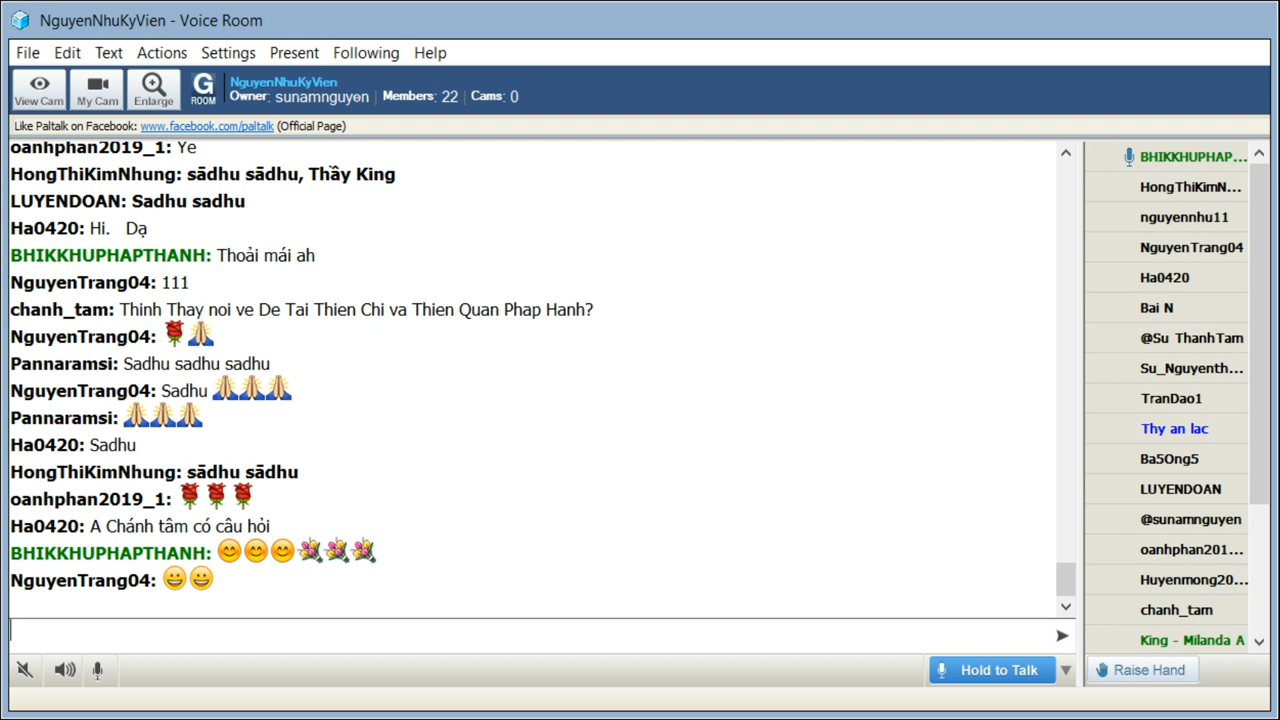 NguyenNhuKyVien - Voice Room
File Edit Text Actions Settings Present Following Help
View Cam My Cam Enlarge G ROOM
NguyenNhuKyVien
Owner: sunamnguyen | Members: 22 | Cams: 0
Like Paltalk on Facebook: www.facebook.com/paltalk (Official Page)
oanhphan2019_1: Ye
HongThiKimNhung: sādhu sādhu, Thầy King
LUYENDOAN: Sadhu sadhu
Ha0420: Hi. Dạ
BHIKKHUPHAPTHANH: Thoải mái ah
NguyenTrang04: 111
chanh_tam: Thinh Thay noi ve De Tai Thien Chi va Thien Quan Phap Hanh?
NguyenTrang04: 🌹🙏
Pannaramsi: Sadhu sadhu sadhu
NguyenTrang04: Sadhu 🙏🙏🙏
Pannaramsi: 🙏🙏🙏
Ha0420: Sadhu
HongThiKimNhung: sādhu sādhu
oanhphan2019_1: 🌹🌹🌹
Ha0420: A Chánh tâm có câu hỏi
BHIKKHUPHAPTHANH: 😊😊😊💐💐💐
NguyenTrang04: 😀😀
BHIKKHUPHAP...
HongThiKimN...
nguyennhu11
NguyenTrang04
Ha0420
Bai N
@Su ThanhTam
Su_Nguyenth...
TranDao1
Thy an lac
Ba5Ong5
LUYENDOAN
@sunamnguyen
oanhphan201...
Huyenmong20...
chanh_tam
King - Milanda A
Hold to Talk
Raise Hand